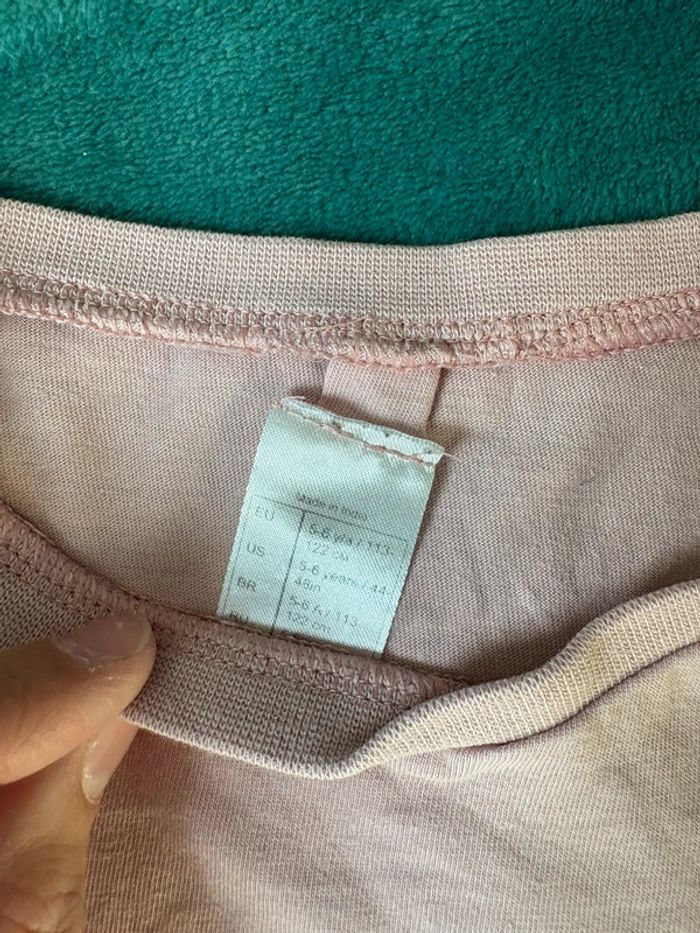 Made in India
EU 5-6 y/a / 113-
122 CM
US 5-6 years / 44-
48in
BR 5-6 A / 113-
122 cm